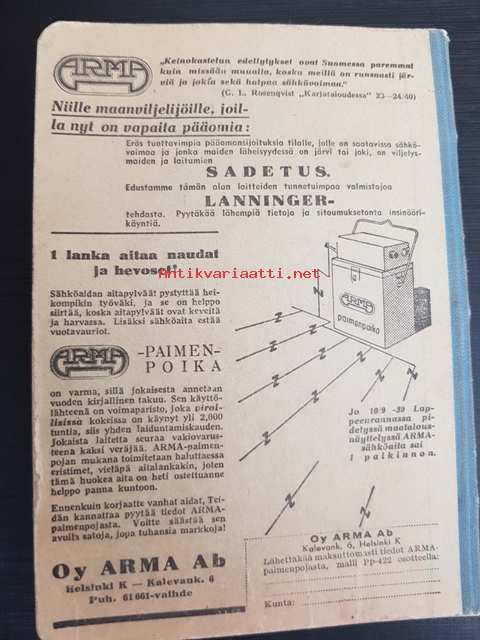 ARMA
„Keinokastelun edellytykset ovat Suomessa paremmat
kuin missään muualla, koska meillä on runsaasti jär-
viä ja jokia sekä halpaa sähkövoimaa."
(G. L. Rosenqvist „Karjataloudessa" 23—24/40)
Niille maanviljelijöille, joil-
la nyt on vapaita pääomia:
Eräs tuottavimpia pääomansijoituksia tilalle, jolle on saatavissa sähkö-
voimaa ja jonka maiden läheisyydessä on järvi tai joki, on viljelys-
maiden ja laitumien
SADETUS.
Edustamme tämän alan laitteiden tunnetuimpaa valmistajaa
LANNINGER-
tehdasta. Pyytäkää lähempiä tietoja ja sitoumuksetonta insinööri-
käyntiä.
1 lanka aitaa naudat
ja hevoset!
Antikvariaatti.net
Sähköaidan aitapylväät pystyttää hei-
kompikin työväki, ja se on helppo
siirtää, koska aitapylväät ovat keveitä
ja harvassa. Lisäksi sähköaita estää
vuotavauriot.
ARMA
-PAIMEN-
POIKA
on varma, sillä jokaisesta annetaan
vuoden kirjallinen takuu. Sen käyttö-
lähteenä on voimaparisto, joka viral-
lisissa kokeissa on käynyt yli 2,000
tuntia, siis yhden laiduntamiskauden.
Jokaista laitetta seuraa vakiovarus-
teena kaksi veräjää. ARMA-paimen-
pojan mukana toimitetaan haluttaessa
eristimet, vieläpä aitalankakin, joten
tämä huokea aita on heti ostettuanne
helppo panna kuntoon.
Ennenkuin korjaatte vanhat aidat, Tei-
dän kannattaa pyytää tiedot ARMA-
paimenpojasta. Voitte säästää sen
avulla satoja, jopa tuhansia markkoja!
Oy ARMA Ab
Helsinki K — Kalevank. 6
Puh. 61 661-vaihde
ARMA
paimenpoika
Jo 10/9 -39 Lap-
peenrannassa pi-
detyssä maatalous-
näyttelyssä ARMA-
sähköaita sai
1 palkinnon.
Oy ARMA Ab
Kalevank. 6, Helsinki K
Lähettäkää maksuttomasti tiedot ARMA-
paimenpojasta, malli PP-422 osoitteella:
Kunta: